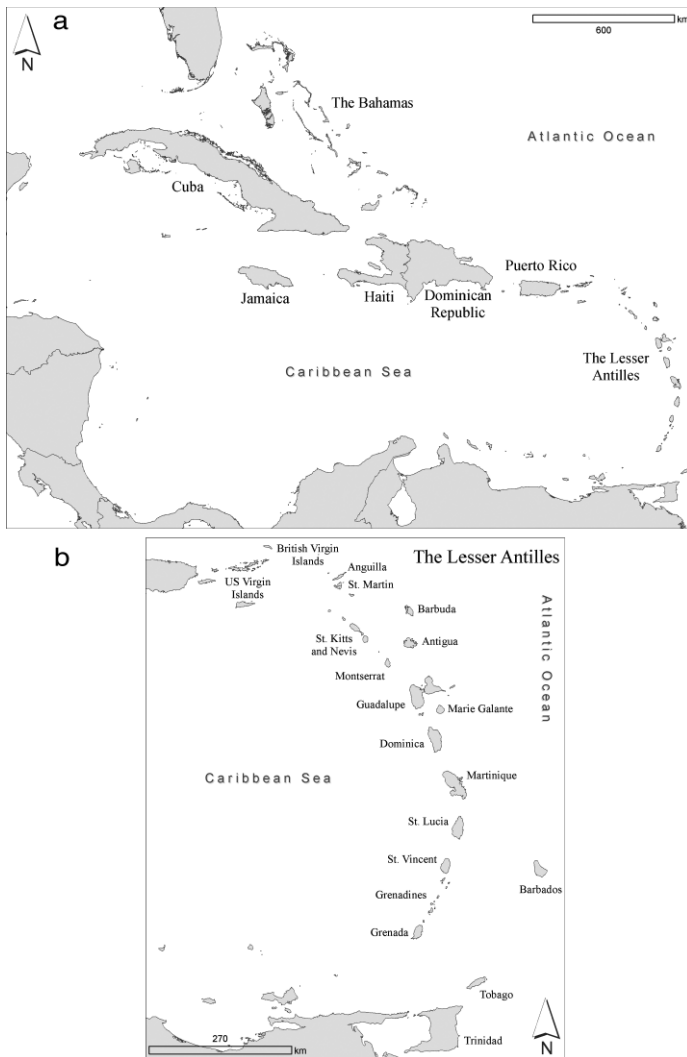 a
N
km
600
The Bahamas
Atlantic Ocean
Cuba
Puerto Rico
Jamaica
Haiti
Dominican
Republic
The Lesser
Antilles
Caribbean Sea
b
British Virgin
Islands
The Lesser Antilles
Anguilla
US Virgin
Islands
St. Martin
Barbuda
Atlantic Ocean
St. Kitts
and Nevis
Antigua
Montserrat
Guadalupe
Marie Galante
Dominica
Caribbean Sea
Martinique
St. Lucia
St. Vincent
Barbados
Grenadines
Grenada
Tobago
270
km
Trinidad
N